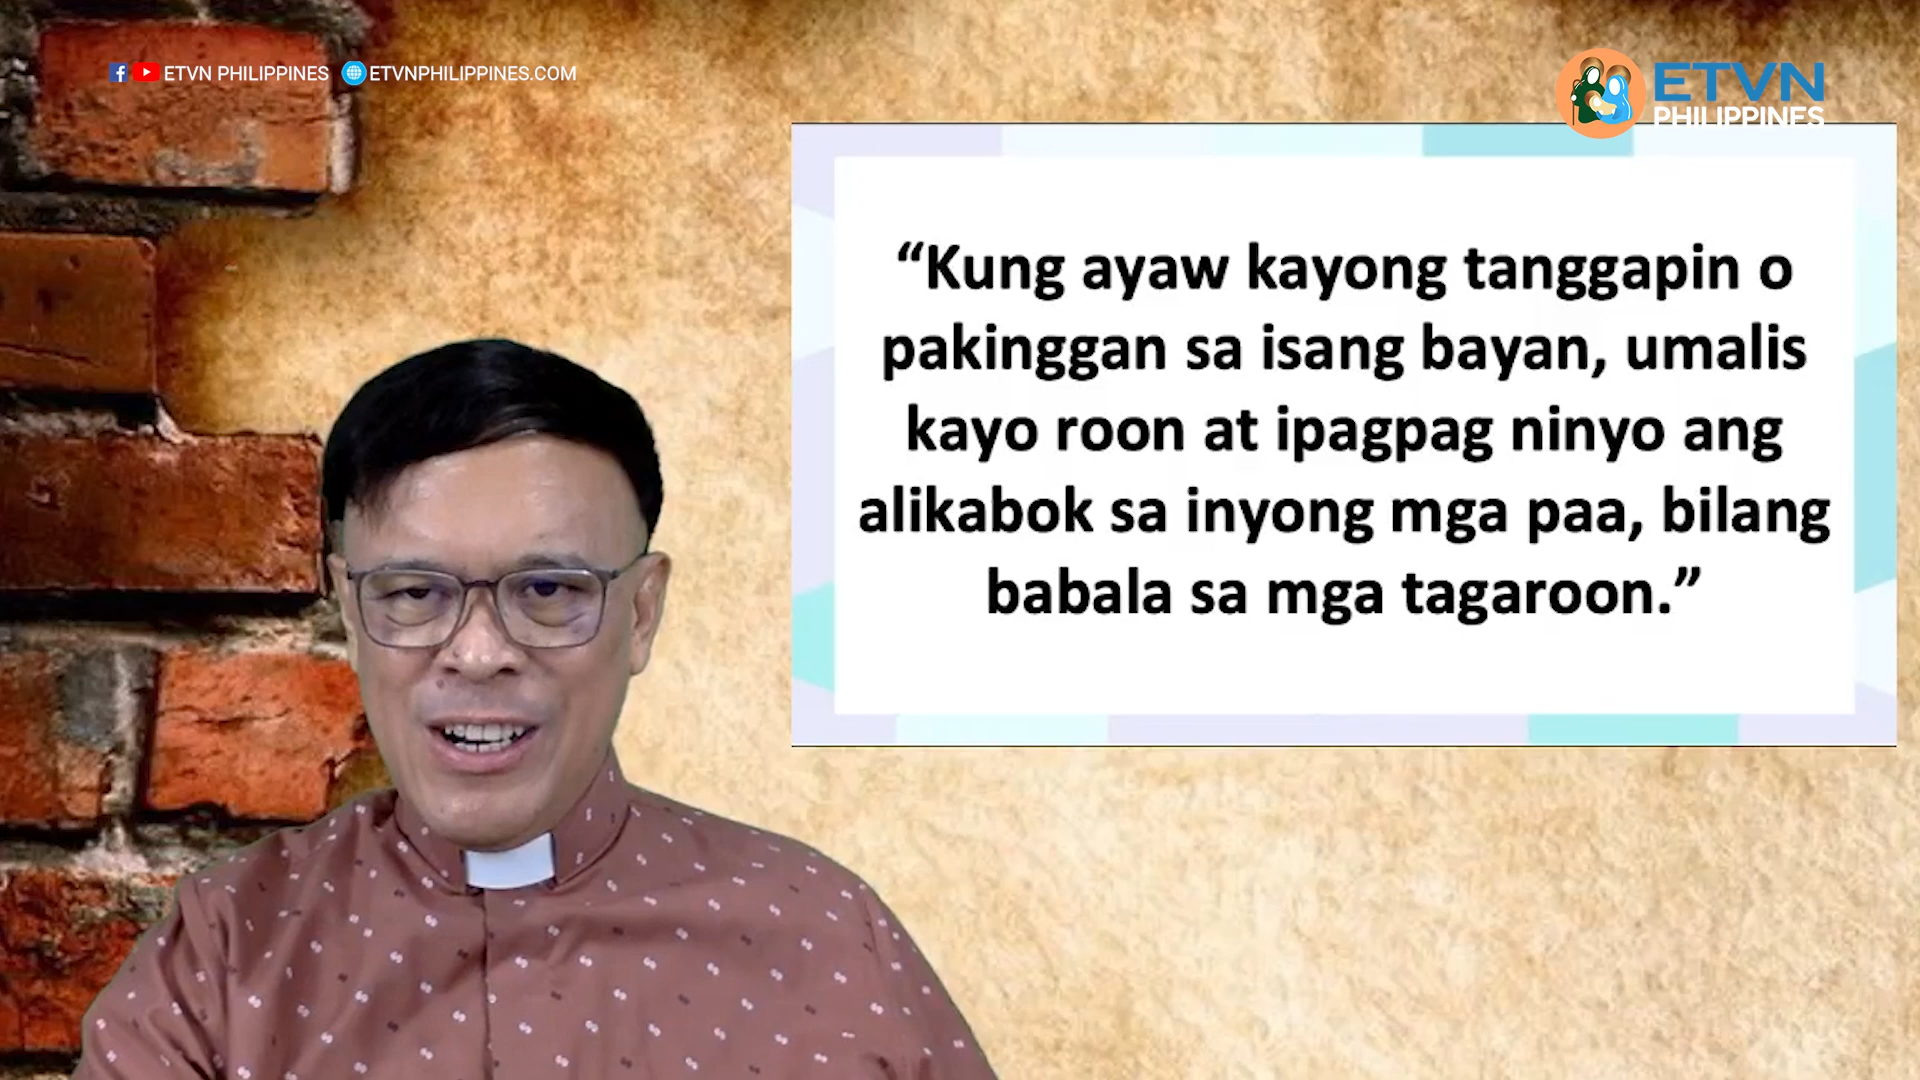 ETVN PHILIPPINES ETVNPHILIPPINES.COM
ETVN
PHILIPPINES
“Kung ayaw kayong tanggapin o
pakinggan sa isang bayan, umalis
kayo roon at ipagpag ninyo ang
alikabok sa inyong mga paa, bilang
babala sa mga tagaroon.”